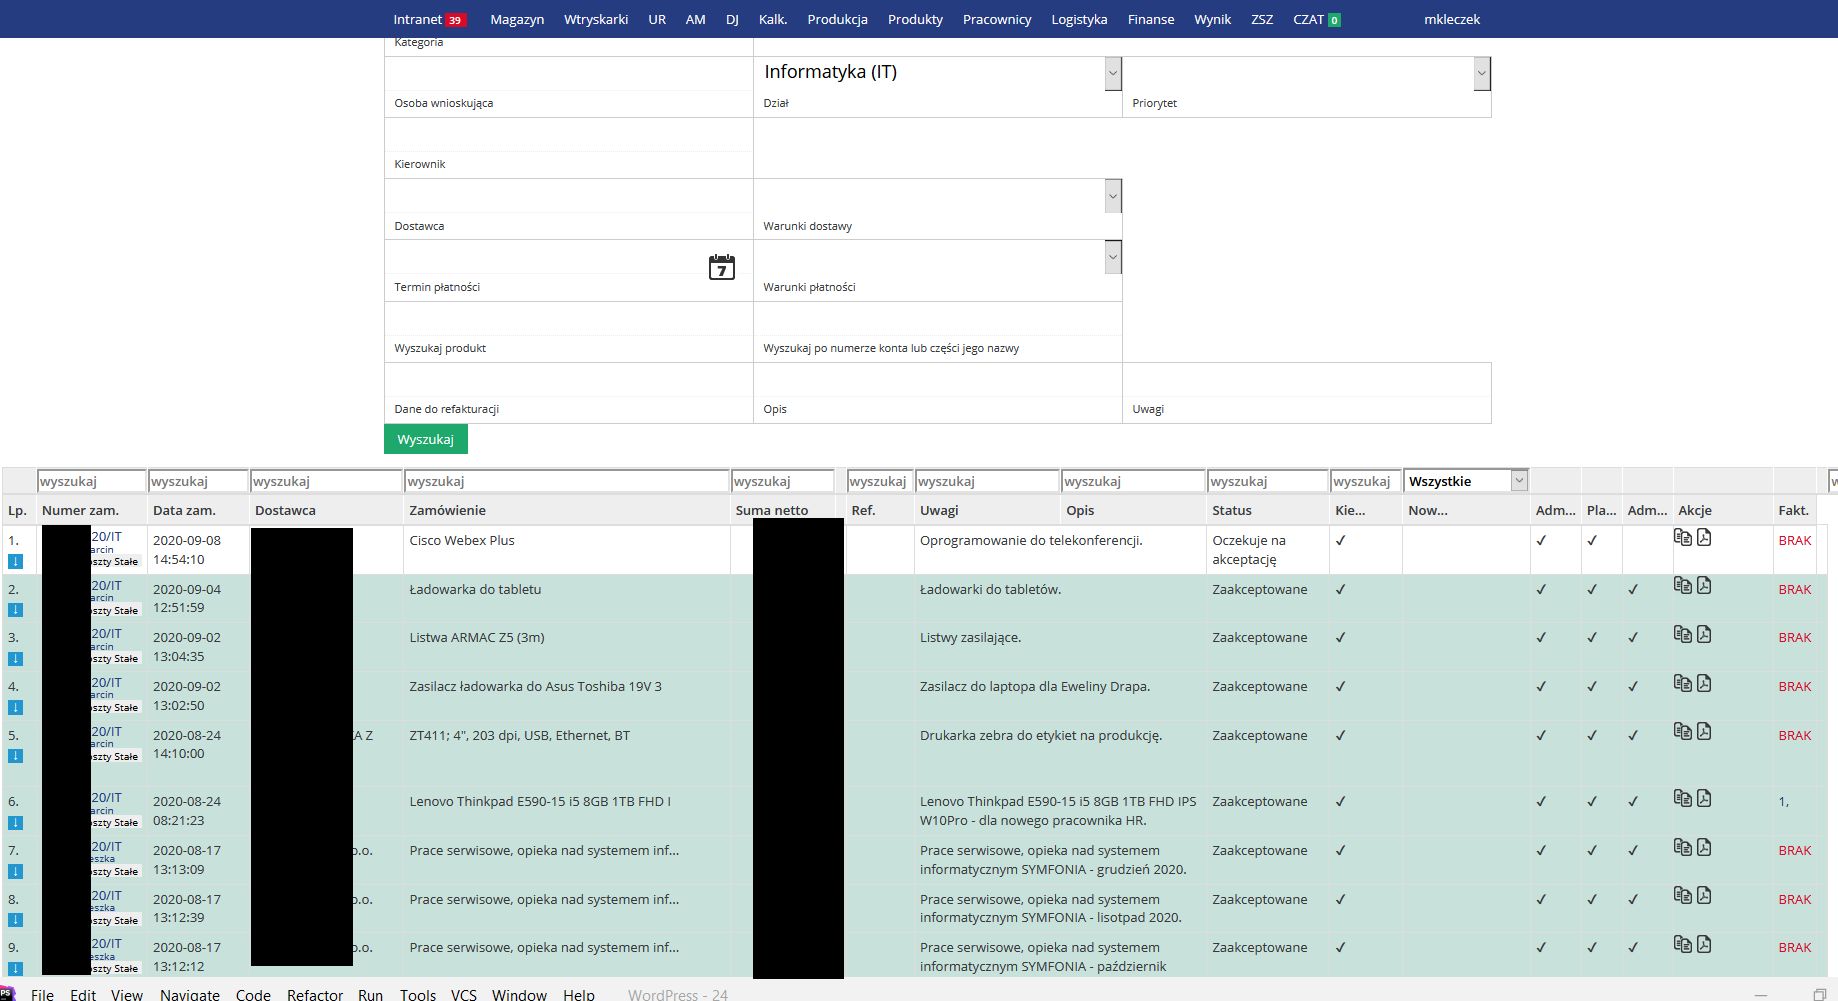 Intranet 39 Magazyn Wtryskarki UR AM DJ Kalk. Produkcja Produkty Pracownicy Logistyka Finanse Wynik ZSZ CZAT 0 mkleczek
Kategoria
Informatyka (IT)
Osoba wnioskująca Dział Priorytet
Kierownik
Dostawca Warunki dostawy
7
Termin płatności Warunki płatności
Wyszukaj produkt Wyszukaj po numerze konta lub części jego nazwy
Dane do refakturacji Opis Uwagi
Wyszukaj
wyszukaj wyszukaj wyszukaj wyszukaj wyszukaj wyszukaj wyszukaj wyszukaj wyszukaj wyszukaj Wszystkie
Lp. Numer zam. Data zam. Dostawca Zamówienie Suma netto Ref. Uwagi Opis Status Kie... Now... Adm... Pla... Adm... Akcje Fakt.
1. 20/IT 2020-09-08 Cisco Webex Plus Oprogramowanie do telekonferencji. Oczekuje na ✓ ✓ ✓ BRAK
arcin 14:54:10 akceptację
szty Stałe
2. 20/IT 2020-09-04 Ładowarka do tabletu Ładowarki do tabletów. Zaakceptowane ✓ ✓ ✓ ✓ BRAK
arcin 12:51:59
szty Stałe
3. 20/IT 2020-09-02 Listwa ARMAC Z5 (3m) Listwy zasilające. Zaakceptowane ✓ ✓ ✓ ✓ BRAK
arcin 13:04:35
szty Stałe
4. 20/IT 2020-09-02 Zasilacz ładowarka do Asus Toshiba 19V 3 Zasilacz do laptopa dla Eweliny Drapa. Zaakceptowane ✓ ✓ ✓ ✓ BRAK
arcin 13:02:50
szty Stałe
5. 20/IT 2020-08-24 A Z ZT411; 4", 203 dpi, USB, Ethernet, BT Drukarka zebra do etykiet na produkcję. Zaakceptowane ✓ ✓ ✓ ✓ BRAK
arcin 14:10:00
szty Stałe
6. 20/IT 2020-08-24 Lenovo Thinkpad E590-15 i5 8GB 1TB FHD I Lenovo Thinkpad E590-15 i5 8GB 1TB FHD IPS Zaakceptowane ✓ ✓ ✓ ✓ 1,
arcin 08:21:23 W10Pro - dla nowego pracownika HR.
szty Stałe
7. 20/IT 2020-08-17 o.o. Prace serwisowe, opieka nad systemem inf... Prace serwisowe, opieka nad systemem Zaakceptowane ✓ ✓ ✓ ✓ BRAK
eszka 13:13:09 informatycznym SYMFONIA - grudzień 2020.
szty Stałe
8. 20/IT 2020-08-17 o.o. Prace serwisowe, opieka nad systemem inf... Prace serwisowe, opieka nad systemem Zaakceptowane ✓ ✓ ✓ ✓ BRAK
eszka 13:12:39 informatycznym SYMFONIA - lisotpad 2020.
szty Stałe
9. 20/IT 2020-08-17 o.o. Prace serwisowe, opieka nad systemem inf... Prace serwisowe, opieka nad systemem Zaakceptowane ✓ ✓ ✓ ✓ BRAK
eszka 13:12:12 informatycznym SYMFONIA - październik
szty Stałe
PS File Edit View Navigate Code Refactor Run Tools VCS Window Help WordPress - 24